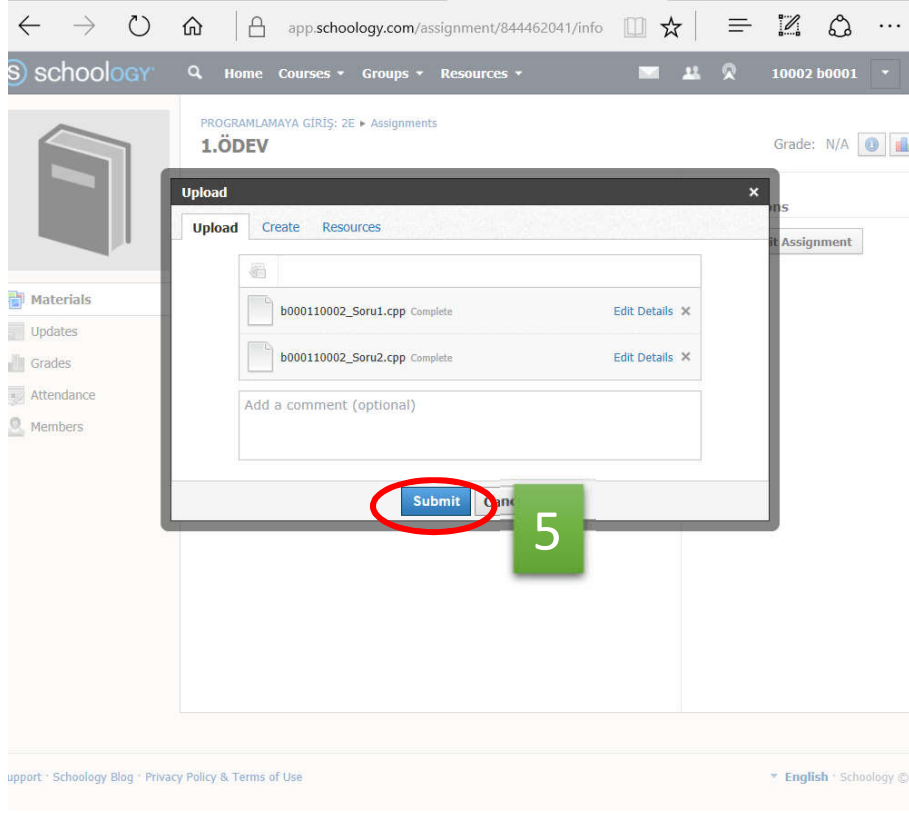 app.schoology.com/assignment/844462041/info
schoology Home Courses Groups Resources 10002 b0001
PROGRAMLAMAYA GİRİŞ: 2E ▸ Assignments
1.ÖDEV
Grade: N/A
Upload ×
Upload Create Resources
b000110002_Soru1.cpp Complete Edit Details ×
b000110002_Soru2.cpp Complete Edit Details ×
Add a comment (optional)
Submit
5
Assignment
Materials
Updates
Grades
Attendance
Members
Schoology Blog · Privacy Policy & Terms of Use
English · Schoology ©